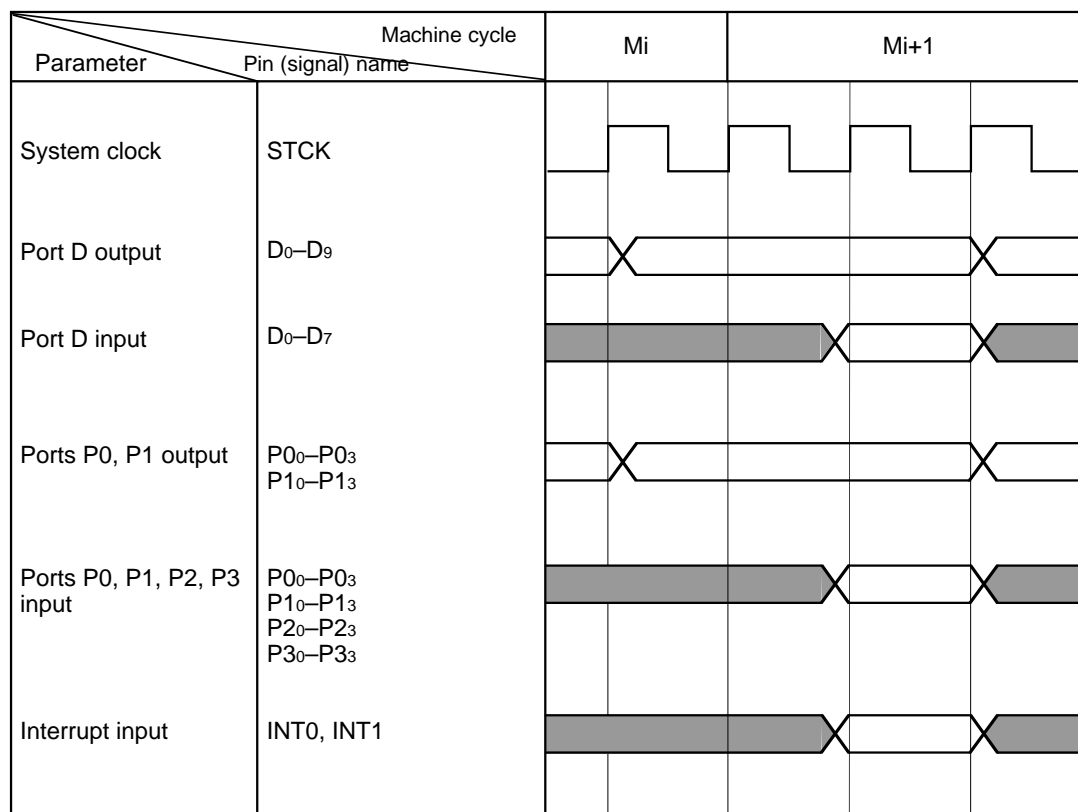 Machine cycle
Parameter Pin (signal) name
Mi Mi+1
System clock STCK
Port D output D0–D9
Port D input D0–D7
Ports P0, P1 output P00–P03
P10–P13
Ports P0, P1, P2, P3 input P00–P03
P10–P13
P20–P23
P30–P33
Interrupt input INT0, INT1